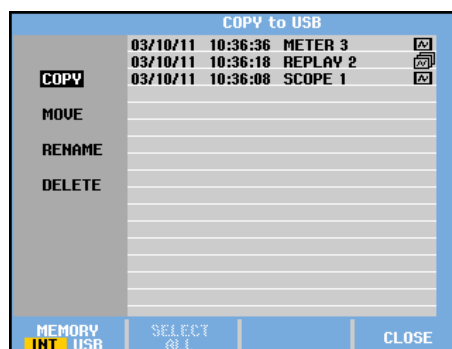 COPY to USB
03/10/11 10:36:36 METER 3
03/10/11 10:36:18 REPLAY 2
COPY 03/10/11 10:36:08 SCOPE 1
MOVE
RENAME
DELETE
MEMORY SELECT
INT USB ALL CLOSE